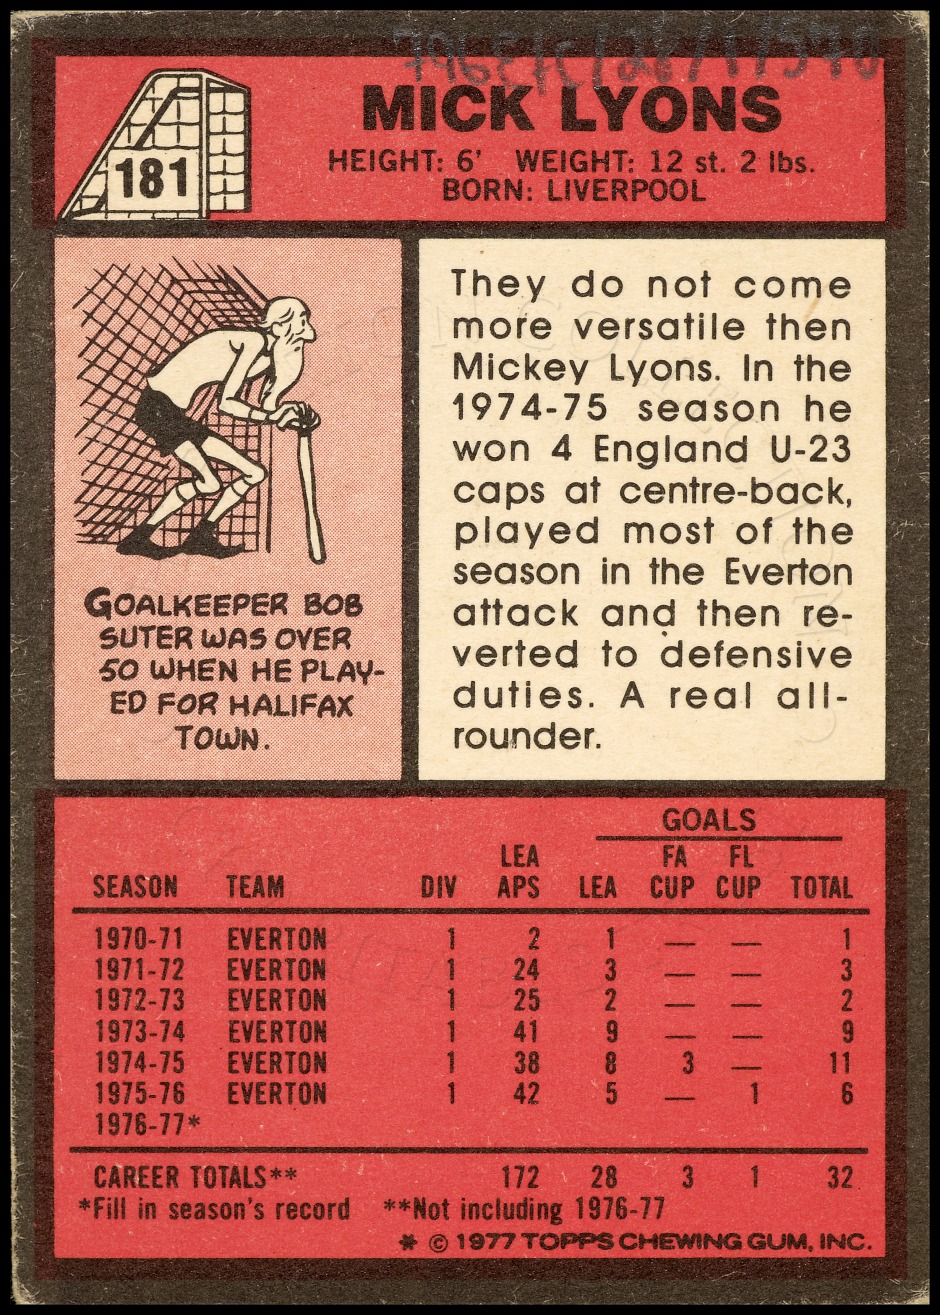 MICK LYONS
HEIGHT: 6' WEIGHT: 12 st. 2 lbs.
BORN: LIVERPOOL
181
GOALKEEPER BOB
SUTER WAS OVER
50 WHEN HE PLAY-
ED FOR HALIFAX
TOWN.
They do not come
more versatile then
Mickey Lyons. In the
1974-75 season he
won 4 England U-23
caps at centre-back,
played most of the
season in the Everton
attack and then re-
verted to defensive
duties. A real all-
rounder.
GOALS
LEA FA FL
SEASON TEAM DIV APS LEA CUP CUP TOTAL
1970-71 EVERTON 1 2 1 — — 1
1971-72 EVERTON 1 24 3 — — 3
1972-73 EVERTON 1 25 2 — — 2
1973-74 EVERTON 1 41 9 — — 9
1974-75 EVERTON 1 38 8 3 — 11
1975-76 EVERTON 1 42 5 — 1 6
1976-77*
CAREER TOTALS** 172 28 3 1 32
*Fill in season's record **Not including 1976-77
* © 1977 TOPPS CHEWING GUM, INC.